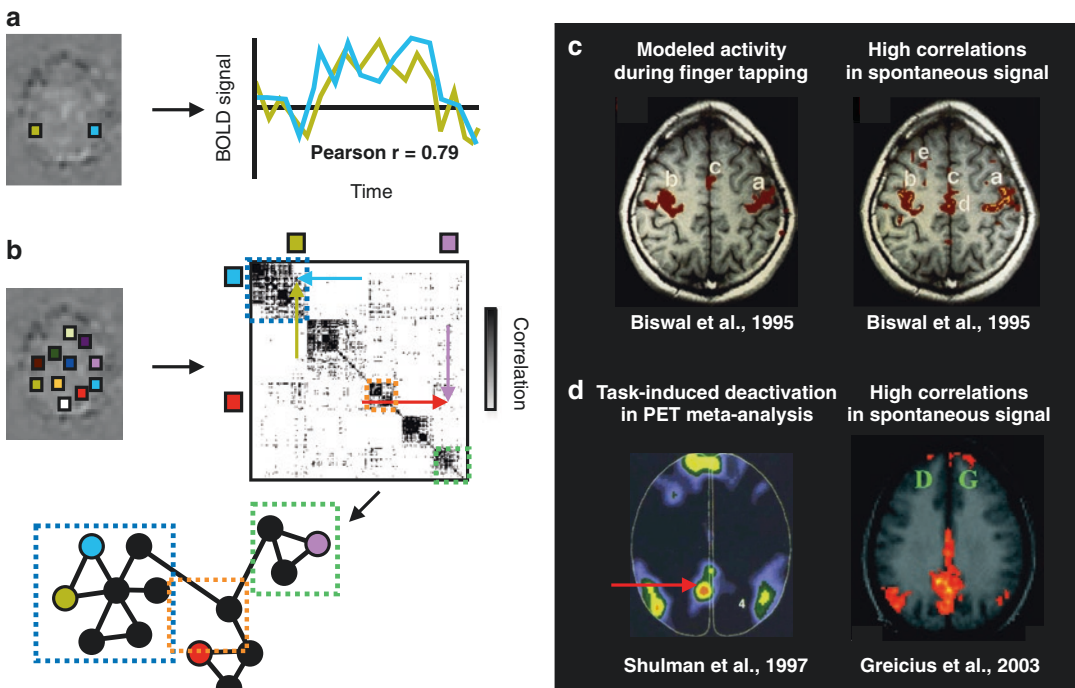 a
BOLD signal
Pearson r = 0.79
Time
b
Correlation
c
Modeled activity
during finger tapping
b
c
a
Biswal et al., 1995
High correlations
in spontaneous signal
e
b
c
a
d
Biswal et al., 1995
d
Task-induced deactivation
in PET meta-analysis
4
Shulman et al., 1997
High correlations
in spontaneous signal
D G
Greicius et al., 2003